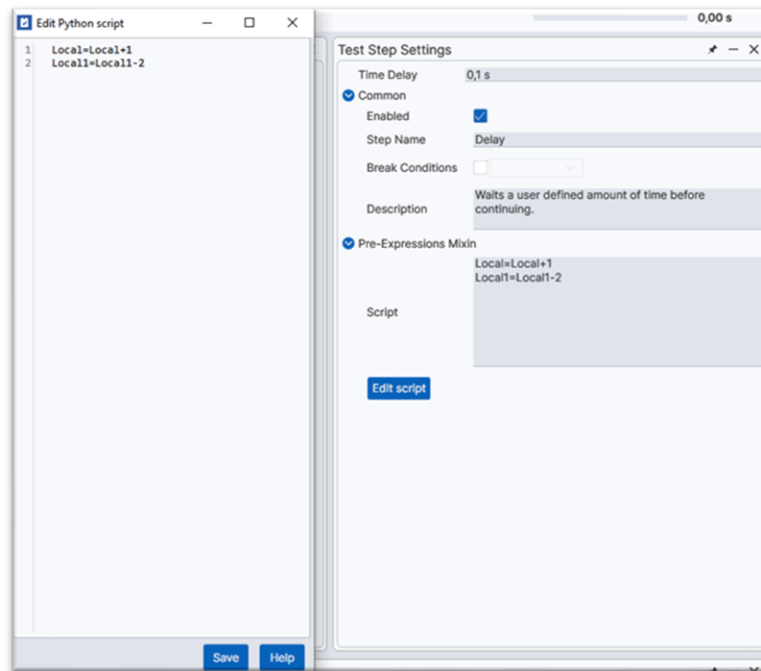 Edit Python script
1 Local=Local+1
2 Local1=Local1-2
Save
Help
0,00 s
Test Step Settings
Time Delay 0,1 s
Common
Enabled
Step Name Delay
Break Conditions
Description Waits a user defined amount of time before
continuing.
Pre-Expressions Mixin
Script Local=Local+1
Local1=Local1-2
Edit script